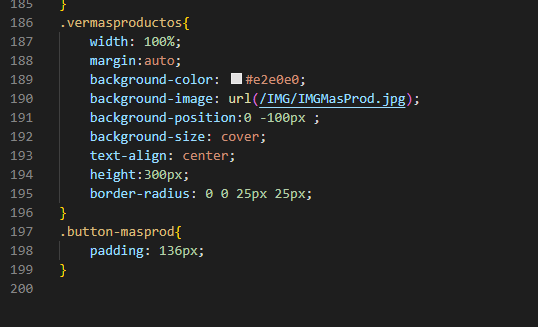 185 }
186 .vermasproductos{
187 width: 100%;
188 margin:auto;
189 background-color: #e2e0e0;
190 background-image: url(/IMG/IMGMasProd.jpg);
191 background-position:0 -100px ;
192 background-size: cover;
193 text-align: center;
194 height:300px;
195 border-radius: 0 0 25px 25px;
196 }
197 .button-masprod{
198 padding: 136px;
199 }
200